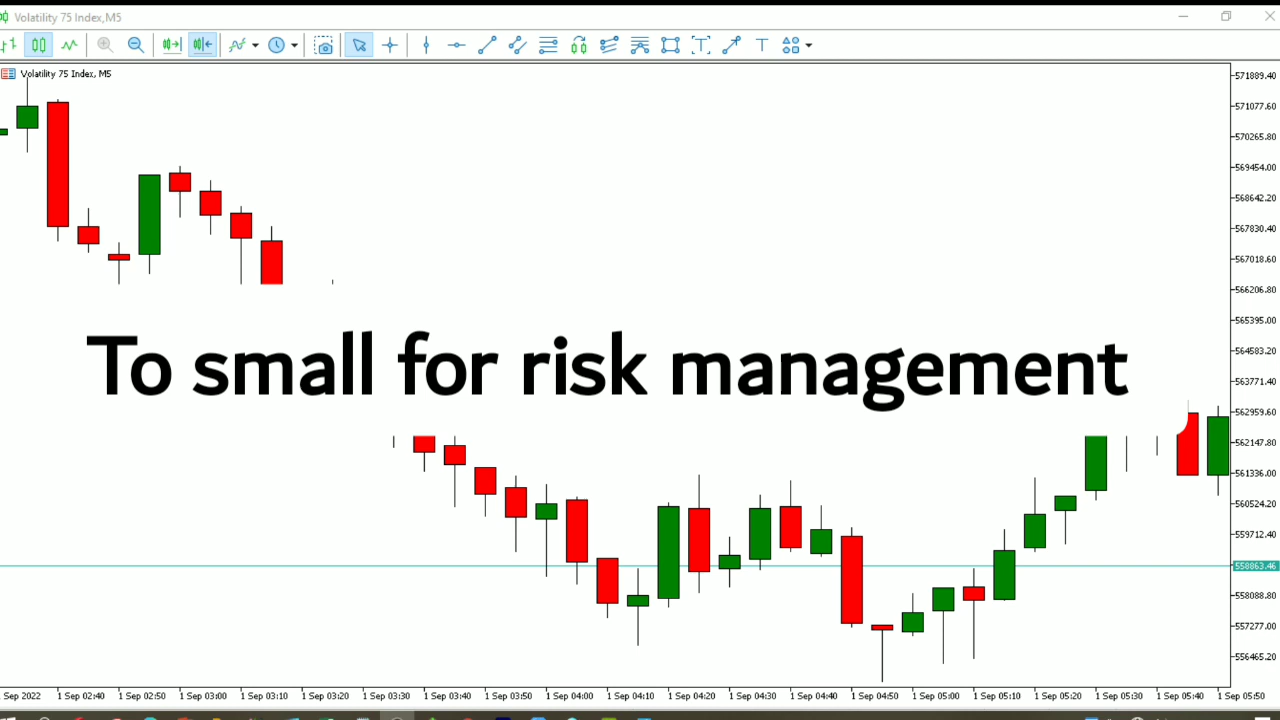 Volatility 75 Index,M5
Volatility 75 Index, M5
571889.40
571077.60
570265.80
569454.00
568642.20
567830.40
567018.60
566206.80
565395.00
564583.20
563771.40
562959.60
562147.80
561336.00
560524.20
559712.40
558863.46
558088.80
557277.00
556465.20
To small for risk management
Sep 2022
1 Sep 02:40
1 Sep 02:50
1 Sep 03:00
1 Sep 03:10
1 Sep 03:20
1 Sep 03:30
1 Sep 03:40
1 Sep 03:50
1 Sep 04:00
1 Sep 04:10
1 Sep 04:20
1 Sep 04:30
1 Sep 04:40
1 Sep 04:50
1 Sep 05:00
1 Sep 05:10
1 Sep 05:20
1 Sep 05:30
1 Sep 05:40
1 Sep 05:50